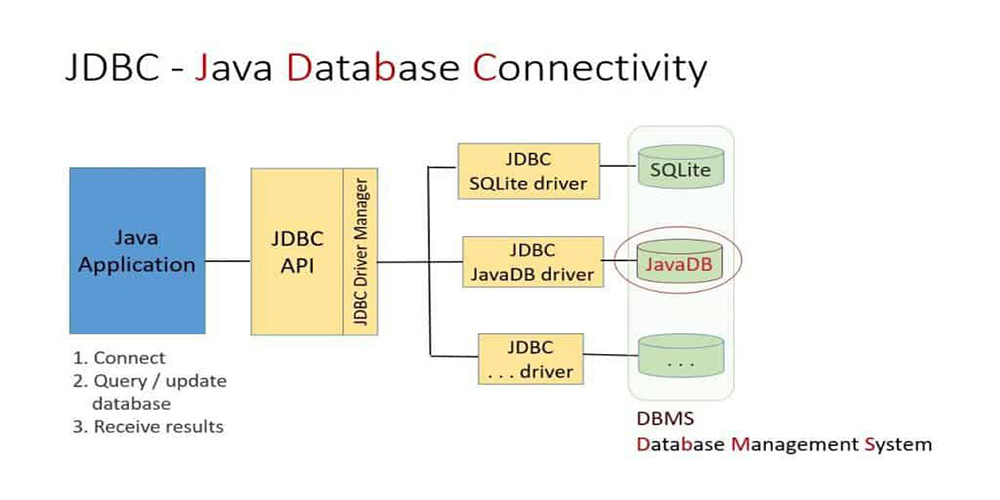 JDBC - Java Database Connectivity
Java
Application
JDBC
API
JDBC Driver Manager
JDBC
SQLite driver
JDBC
JavaDB driver
JDBC
. . . driver
SQLite
JavaDB
. . .
1. Connect
2. Query / update
database
3. Receive results
DBMS
Database Management System